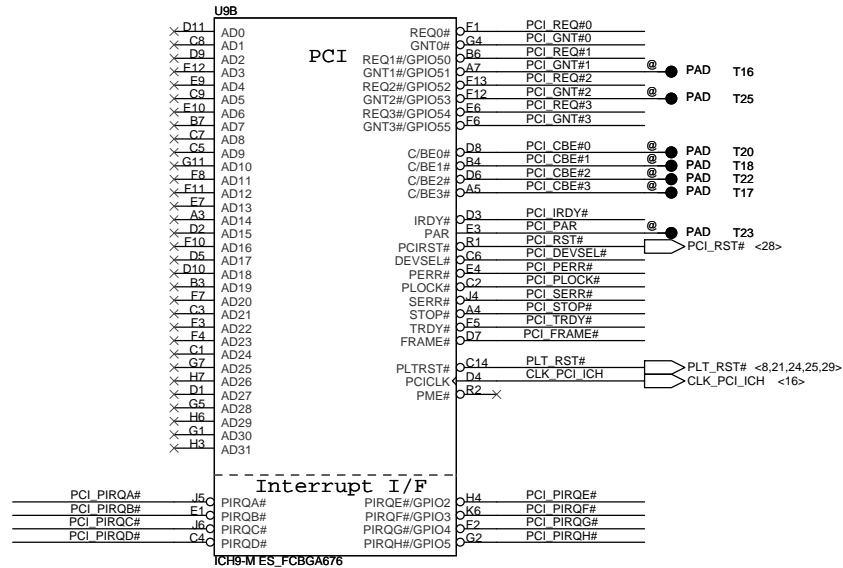 U9B
D11 AD0 REQ0# F1 PCI_REQ#0
C8 AD1 GNT0# G4 PCI_GNT#0
D9 AD2 PCI REQ1#/GPIO50 B6 PCI_REQ#1
E12 AD3 GNT1#/GPIO51 A7 PCI_GNT#1 @ PAD T16
E9 AD4 REQ2#/GPIO52 F13 PCI_REQ#2
C9 AD5 GNT2#/GPIO53 F12 PCI_GNT#2 @ PAD T25
E10 AD6 REQ3#/GPIO54 E6 PCI_REQ#3
B7 AD7 GNT3#/GPIO55 F6 PCI_GNT#3
C7 AD8
C5 AD9 C/BE0# D8 PCI_CBE#0 @ PAD T20
G11 AD10 C/BE1# B4 PCI_CBE#1 @ PAD T18
F8 AD11 C/BE2# D6 PCI_CBE#2 @ PAD T22
F11 AD12 C/BE3# A5 PCI_CBE#3 @ PAD T17
E7 AD13
A3 AD14 IRDY# D3 PCI_IRDY#
D2 AD15 PAR E3 PCI_PAR @ PAD T23
F10 AD16 PCIRST# R1 PCI_RST# PCI_RST# <28>
D5 AD17 DEVSEL# C6 PCI_DEVSEL#
D10 AD18 PERR# E4 PCI_PERR#
B3 AD19 PLOCK# C2 PCI_PLOCK#
F7 AD20 SERR# J4 PCI_SERR#
C3 AD21 STOP# A4 PCI_STOP#
F3 AD22 TRDY# F5 PCI_TRDY#
F4 AD23 FRAME# D7 PCI_FRAME#
C1 AD24
G7 AD25 PLTRST# C14 PLT_RST# PLT_RST# <8,21,24,25,29>
H7 AD26 PCICLK D4 CLK_PCI_ICH CLK_PCI_ICH <16>
D1 AD27 PME# R2
G5 AD28
H6 AD29
G1 AD30
H3 AD31
Interrupt I/F
PCI_PIRQA# J5 PIRQA# PIRQE#/GPIO2 H4 PCI_PIRQE#
PCI_PIRQB# E1 PIRQB# PIRQF#/GPIO3 K6 PCI_PIRQF#
PCI_PIRQC# J6 PIRQC# PIRQG#/GPIO4 F2 PCI_PIRQG#
PCI_PIRQD# C4 PIRQD# PIRQH#/GPIO5 G2 PCI_PIRQH#
ICH9-M ES_FCBGA676